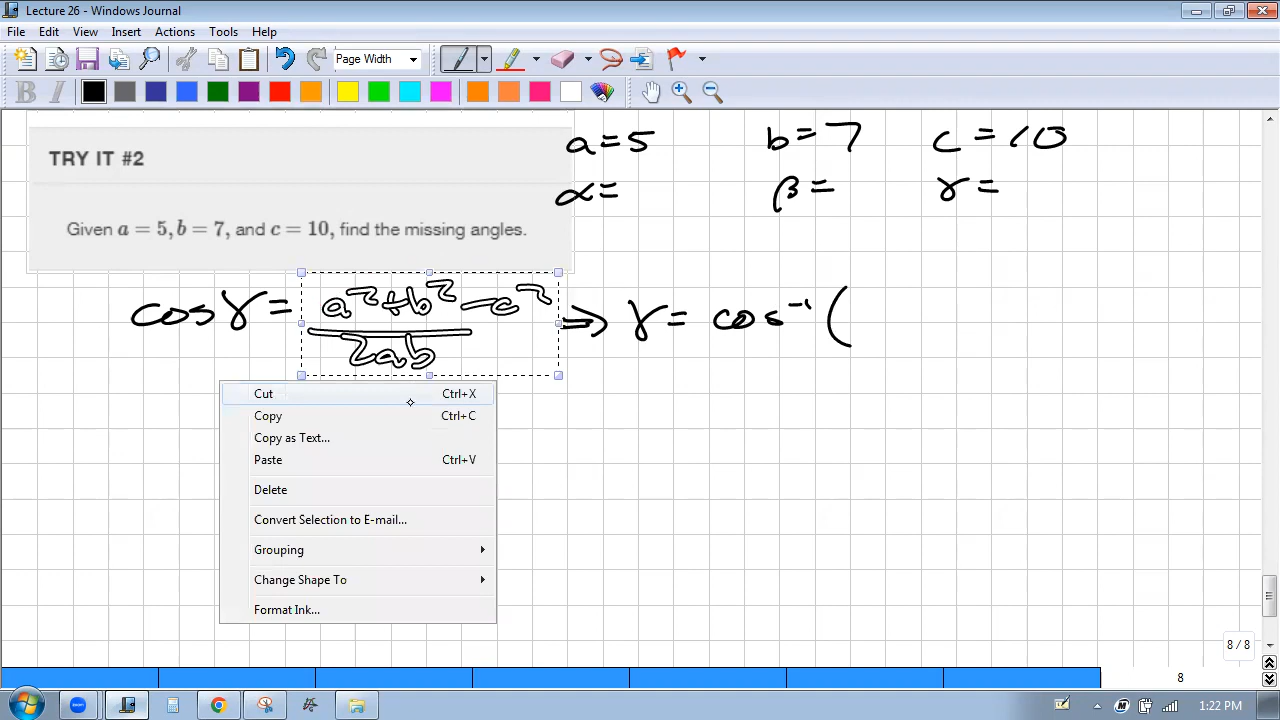 Lecture 26 - Windows Journal
File Edit View Insert Actions Tools Help
Page Width
B I
TRY IT #2
Given a = 5, b = 7, and c = 10, find the missing angles.
a = 5 b = 7 c = 10
α = β = γ =
cos γ = a² + b² - c² / 2ab ⇒ γ = cos⁻¹ (
Cut Ctrl+X
Copy Ctrl+C
Copy as Text...
Paste Ctrl+V
Delete
Convert Selection to E-mail...
Grouping
Change Shape To
Format Ink...
8 / 8
8
1:22 PM